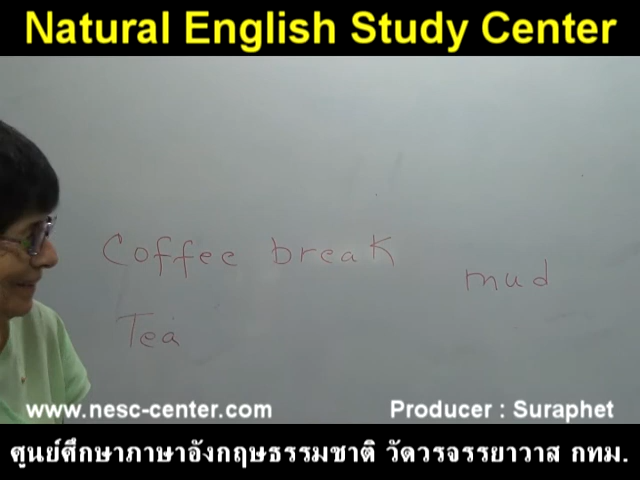 Natural English Study Center
Coffee break
mud
Tea
www.nesc-center.com Producer : Suraphet
ศูนย์ศึกษาภาษาอังกฤษธรรมชาติ วัดวรจรรยาวาส กทม.